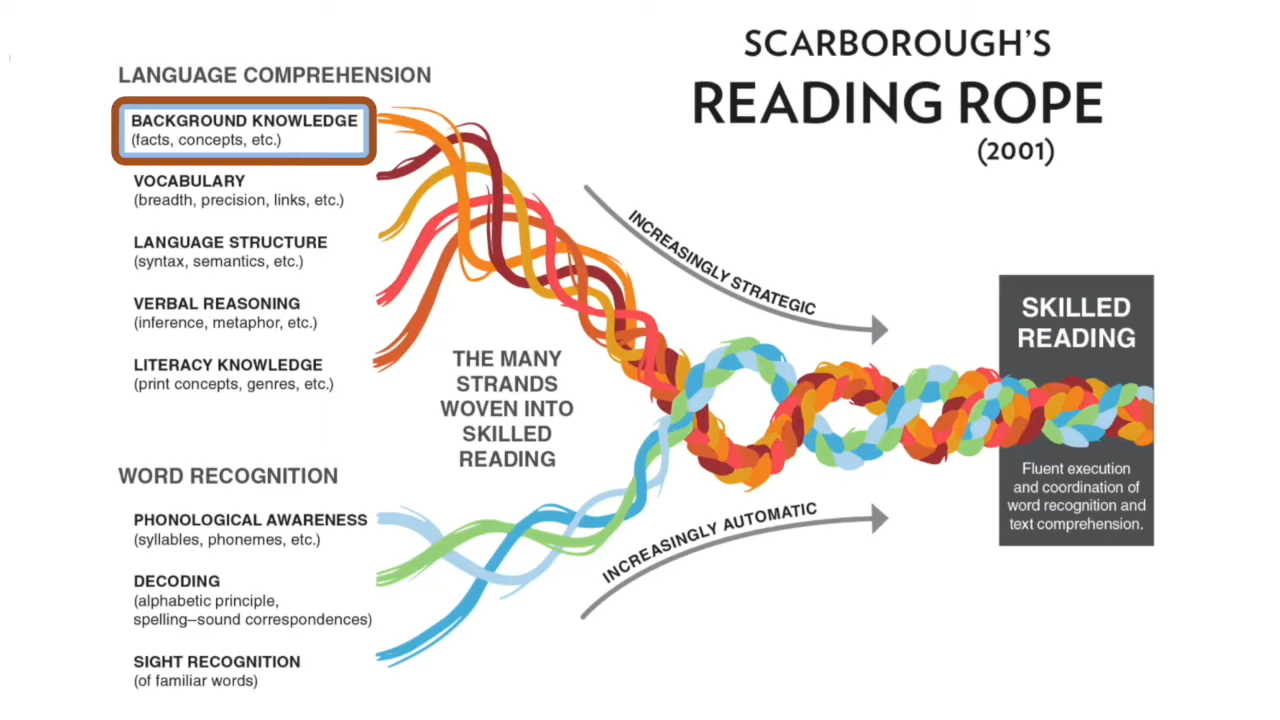 SCARBOROUGH'S
READING ROPE
(2001)
LANGUAGE COMPREHENSION
BACKGROUND KNOWLEDGE
(facts, concepts, etc.)
VOCABULARY
(breadth, precision, links, etc.)
LANGUAGE STRUCTURE
(syntax, semantics, etc.)
VERBAL REASONING
(inference, metaphor, etc.)
LITERACY KNOWLEDGE
(print concepts, genres, etc.)
THE MANY
STRANDS
WOVEN INTO
SKILLED
READING
WORD RECOGNITION
PHONOLOGICAL AWARENESS
(syllables, phonemes, etc.)
DECODING
(alphabetic principle,
spelling–sound correspondences)
SIGHT RECOGNITION
(of familiar words)
INCREASINGLY STRATEGIC
INCREASINGLY AUTOMATIC
SKILLED
READING
Fluent execution
and coordination of
word recognition and
text comprehension.